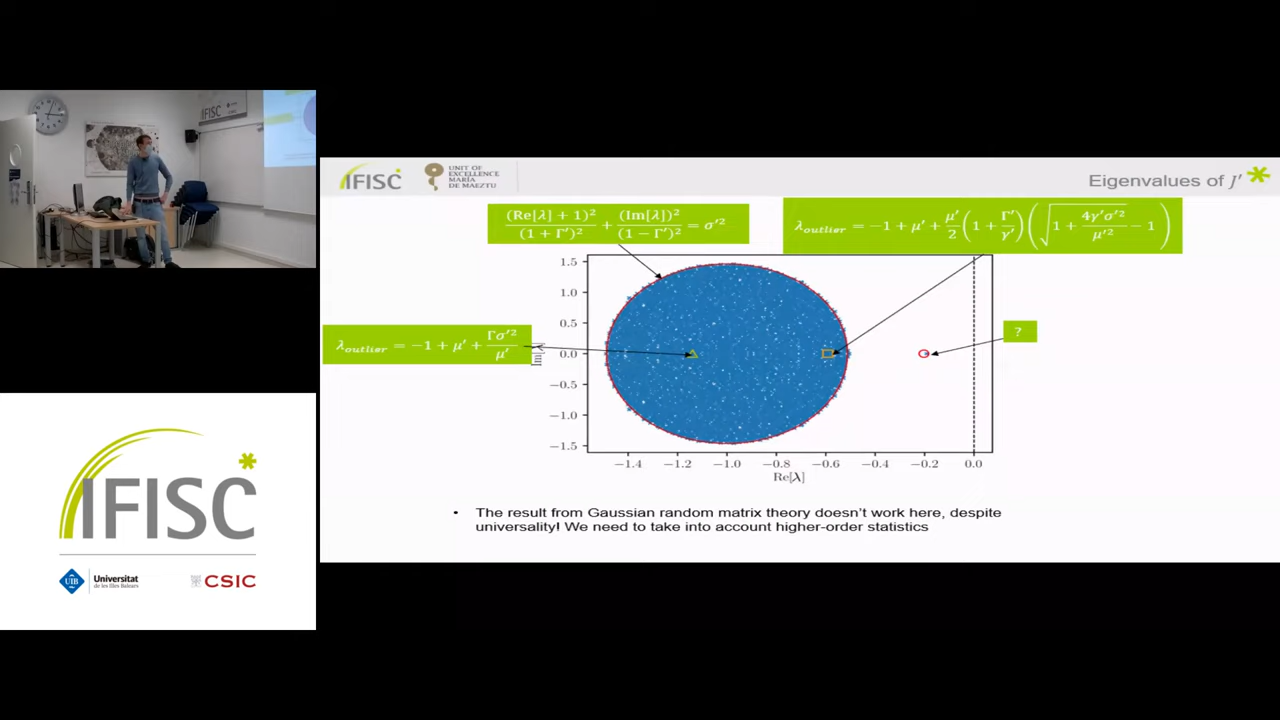 IFISC
IFISC
UNIT OF
EXCELLENCE
MARÍA
DE MAEZTU
Eigenvalues of J′
(Re[λ] + 1)² / (1 + Γ′)² + (Im[λ])² / (1 − Γ′)² = σ′²
λ_outlier = −1 + μ′ + μ′/2 (1 + Γ′/γ′) (√(1 + 4γ′σ′²/μ′²) − 1)
λ_outlier = −1 + μ′ + Γσ′²/μ′
?
1.5
1.0
0.5
0.0
−0.5
−1.0
−1.5
−1.4 −1.2 −1.0 −0.8 −0.6 −0.4 −0.2 0.0
Re[λ]
• The result from Gaussian random matrix theory doesn't work here, despite
universality! We need to take into account higher-order statistics
IFISC
UIB
Universitat
de les Illes Balears
CSIC